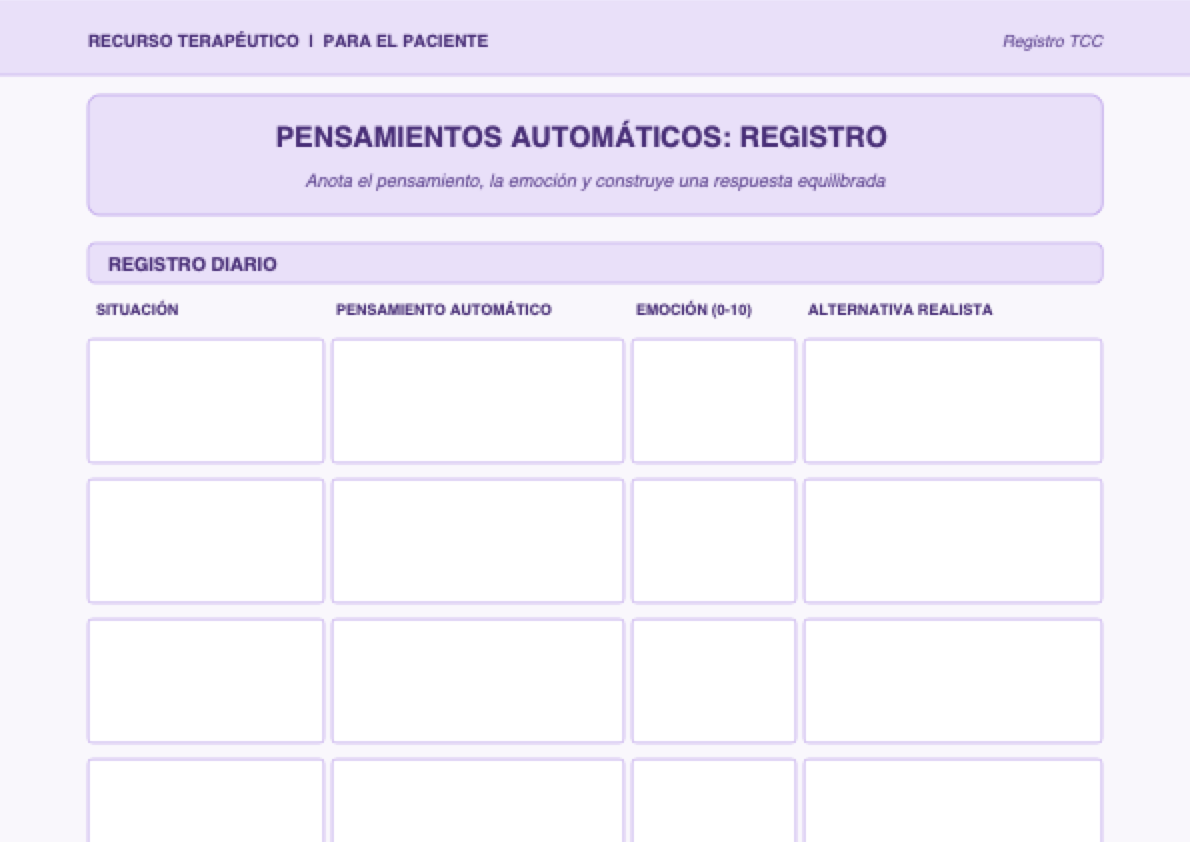 RECURSO TERAPÉUTICO | PARA EL PACIENTE
Registro TCC
PENSAMIENTOS AUTOMÁTICOS: REGISTRO
Anota el pensamiento, la emoción y construye una respuesta equilibrada
REGISTRO DIARIO
SITUACIÓN
PENSAMIENTO AUTOMÁTICO
EMOCIÓN (0-10)
ALTERNATIVA REALISTA